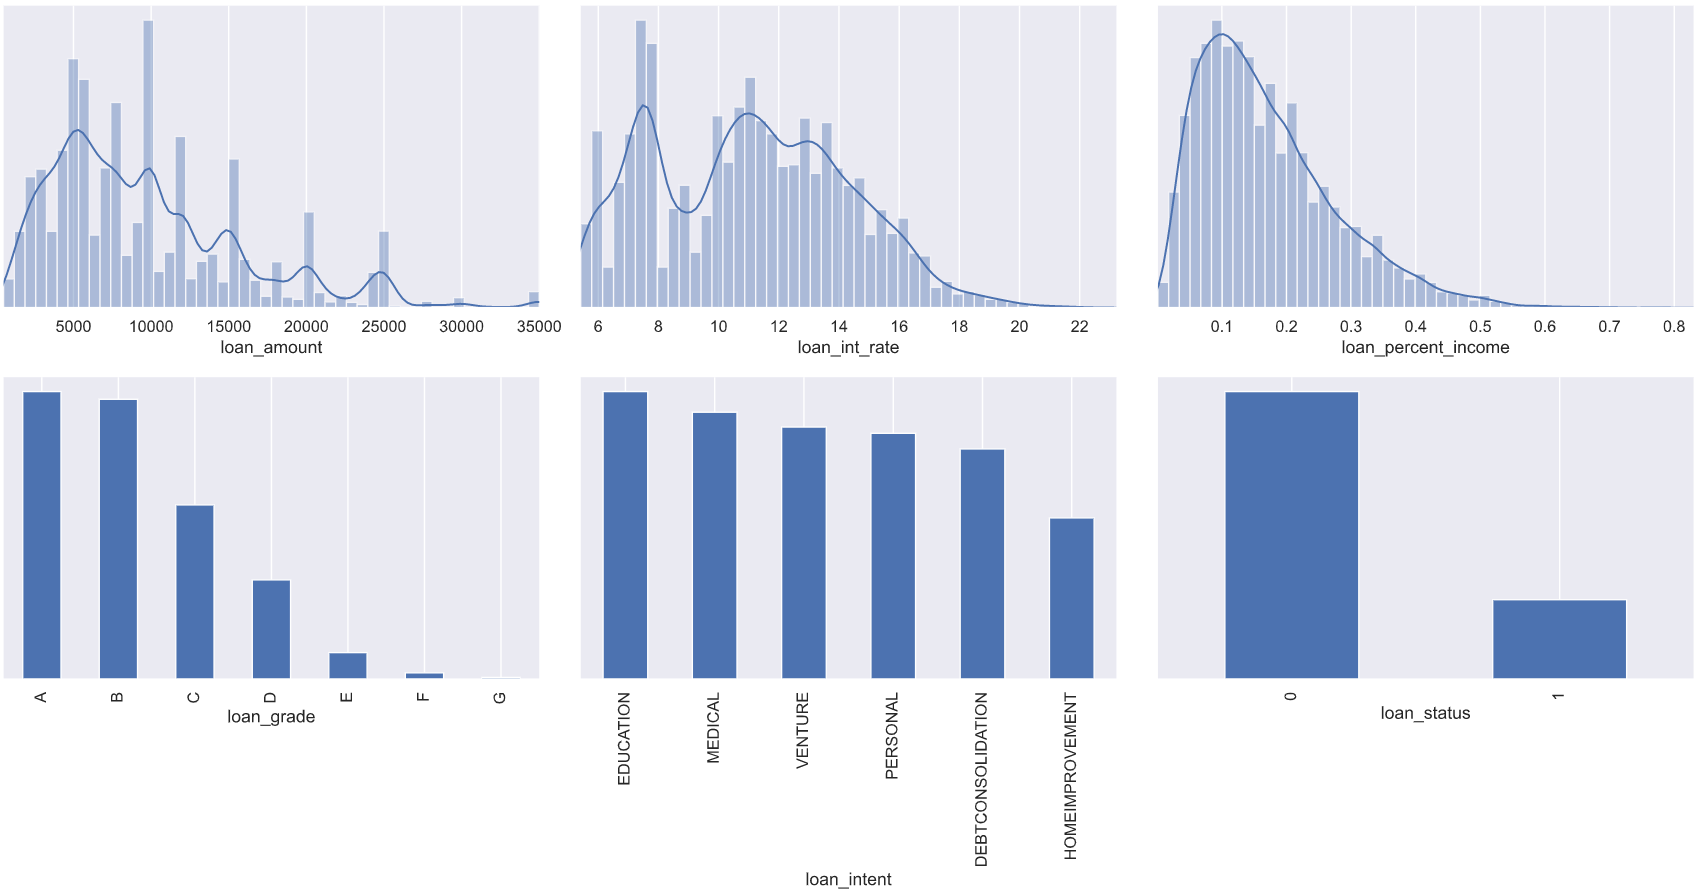 5000 10000 15000 20000 25000 30000 35000
loan_amount
6 8 10 12 14 16 18 20 22
loan_int_rate
0.1 0.2 0.3 0.4 0.5 0.6 0.7 0.8
loan_percent_income
A B C D E F G
loan_grade
EDUCATION
MEDICAL
VENTURE
PERSONAL
DEBTCONSOLIDATION
HOMEIMPROVEMENT
loan_intent
0 1
loan_status